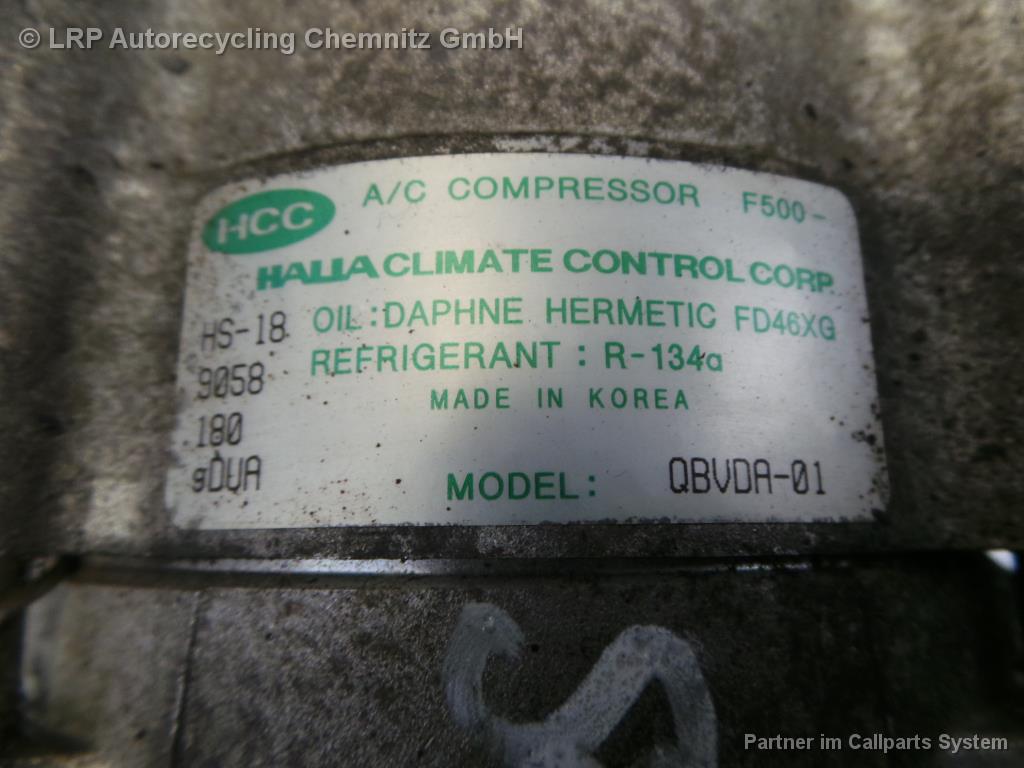 © LRP Autorecycling Chemnitz GmbH
HCC A/C COMPRESSOR F500-
HALLA CLIMATE CONTROL CORP.
HS-18 OIL:DAPHNE HERMETIC FD46XG
9058 REFRIGERANT: R-134a
MADE IN KOREA
180
MODEL: QBVDA-01
Partner im Callparts System